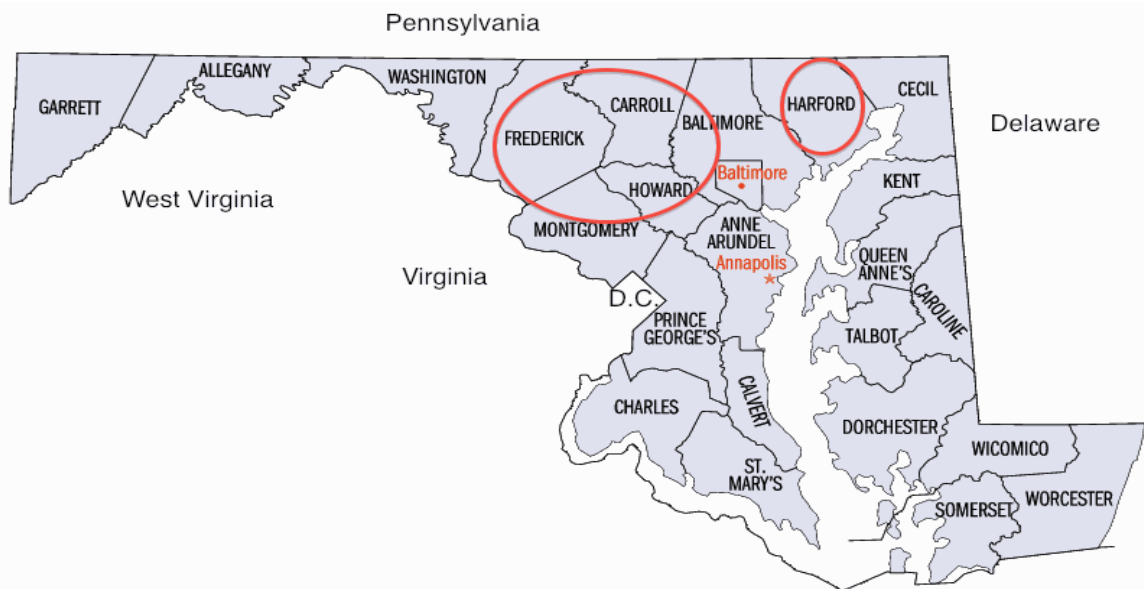 Pennsylvania
ALLEGANY
WASHINGTON
GARRETT
CARROLL
HARFORD
CECIL
FREDERICK
BALTIMORE
Delaware
Baltimore
KENT
West Virginia
HOWARD
MONTGOMERY
ANNE
ARUNDEL
QUEEN
ANNE'S
Annapolis
Virginia
D.C.
CAROLINE
PRINCE
GEORGE'S
TALBOT
CALVERT
CHARLES
DORCHESTER
WICOMICO
ST.
MARY'S
WORCESTER
SOMERSET